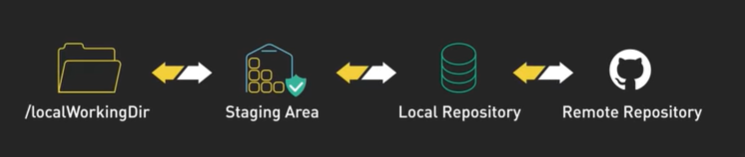 /localWorkingDir
Staging Area
Local Repository
Remote Repository